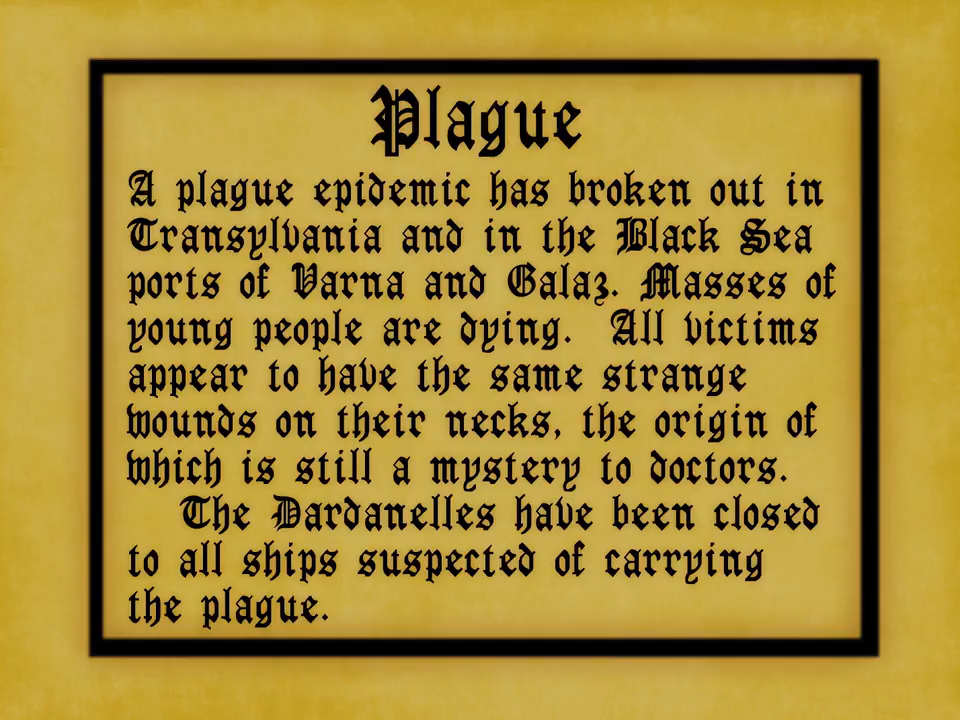 Plague
A plague epidemic has broken out in
Transylvania and in the Black Sea
ports of Varna and Galaz. Masses of
young people are dying. All victims
appear to have the same strange
wounds on their necks, the origin of
which is still a mystery to doctors.
The Dardanelles have been closed
to all ships suspected of carrying
the plague.